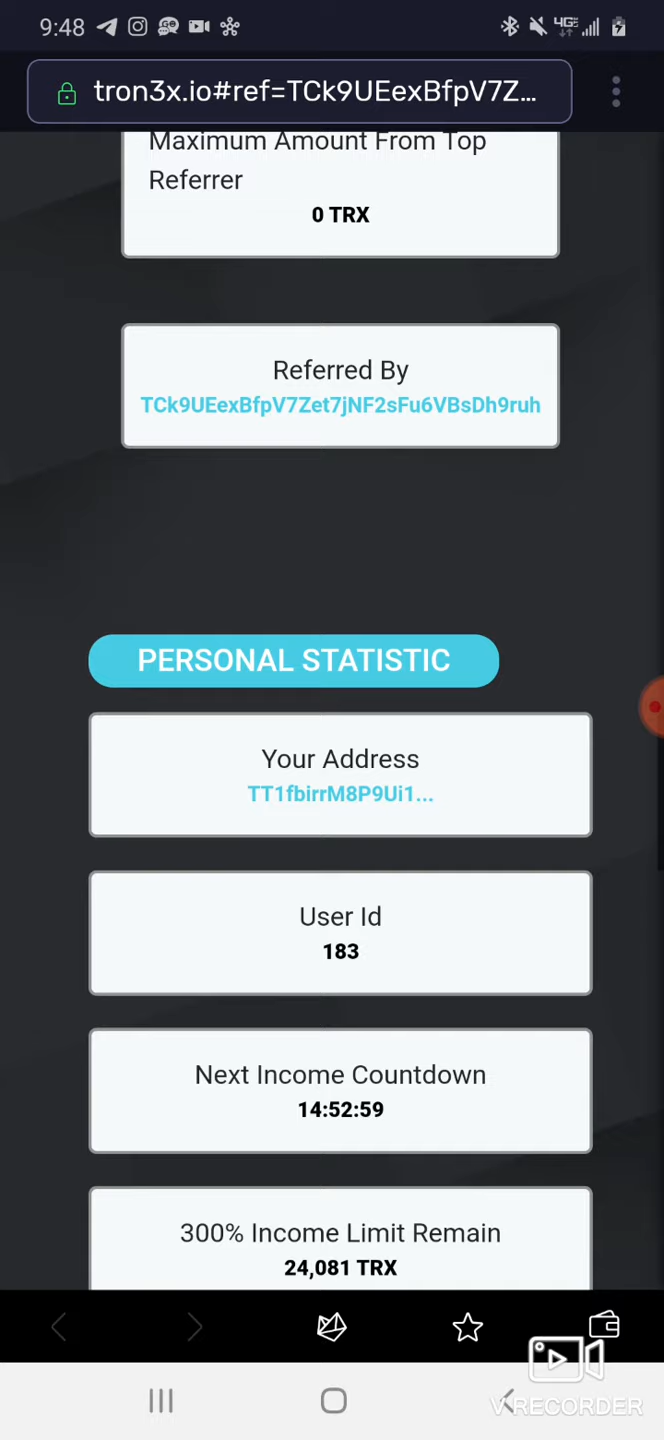 9:48
4GE
tron3x.io#ref=TCk9UEexBfpV7Z...
Maximum Amount From Top
Referrer
0 TRX
Referred By
TCk9UEexBfpV7Zet7jNF2sFu6VBsDh9ruh
PERSONAL STATISTIC
Your Address
TT1fbirrM8P9Ui1...
User Id
183
Next Income Countdown
14:52:59
300% Income Limit Remain
24,081 TRX
V RECORDER